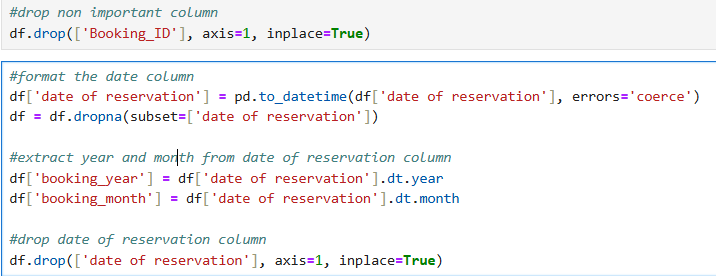 #drop non important column
df.drop(['Booking_ID'], axis=1, inplace=True)
#format the date column
df['date of reservation'] = pd.to_datetime(df['date of reservation'], errors='coerce')
df = df.dropna(subset=['date of reservation'])
#extract year and month from date of reservation column
df['booking_year'] = df['date of reservation'].dt.year
df['booking_month'] = df['date of reservation'].dt.month
#drop date of reservation column
df.drop(['date of reservation'], axis=1, inplace=True)